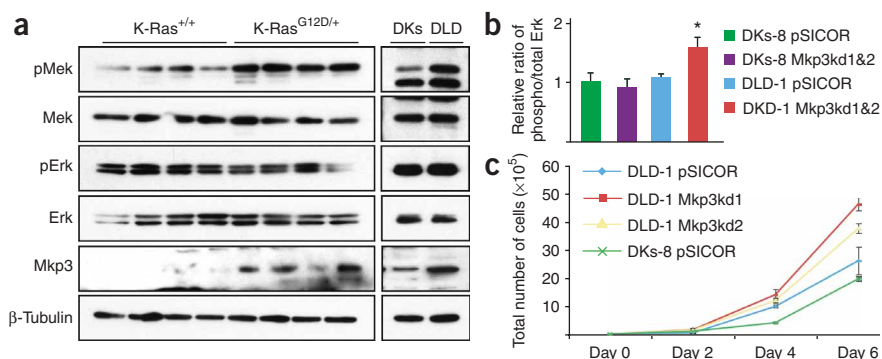 a
K-Ras+/+
K-RasG12D/+
DKs DLD
pMek
Mek
pErk
Erk
Mkp3
β-Tubulin
b
Relative ratio of
phospho/total Erk
2
1
0
*
DKs-8 pSICOR
DKs-8 Mkp3kd1&2
DLD-1 pSICOR
DKD-1 Mkp3kd1&2
c
Total number of cells (×10⁵)
60
50
40
30
20
10
0
DLD-1 pSICOR
DLD-1 Mkp3kd1
DLD-1 Mkp3kd2
DKs-8 pSICOR
Day 0
Day 2
Day 4
Day 6